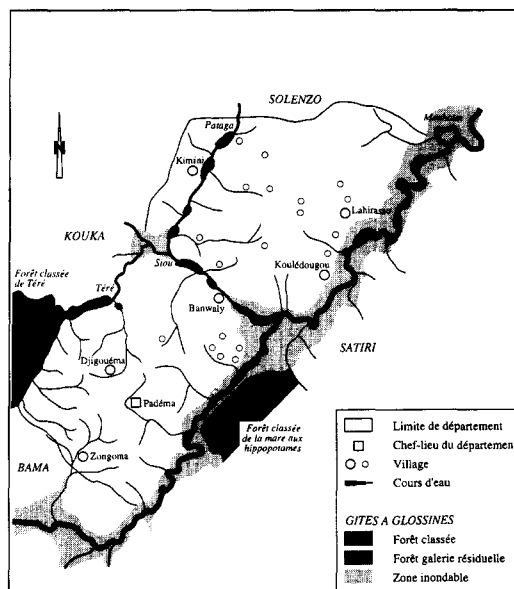 SOLENZO
Pataga
Kimini
N
Lahirasso
KOUKA
Siou
Koulédougou
Forêt classée
de Téré
Téré
Banwaly
SATIRI
Djigouéma
Padéma
Forêt classée
de la mare aux
hippopotames
Zongoma
BAMA
Limite de département
Chef-lieu du départemen
Village
Cours d'eau
GITES A GLOSSINES
Forêt classée
Forêt galerie résiduelle
Zone inondable